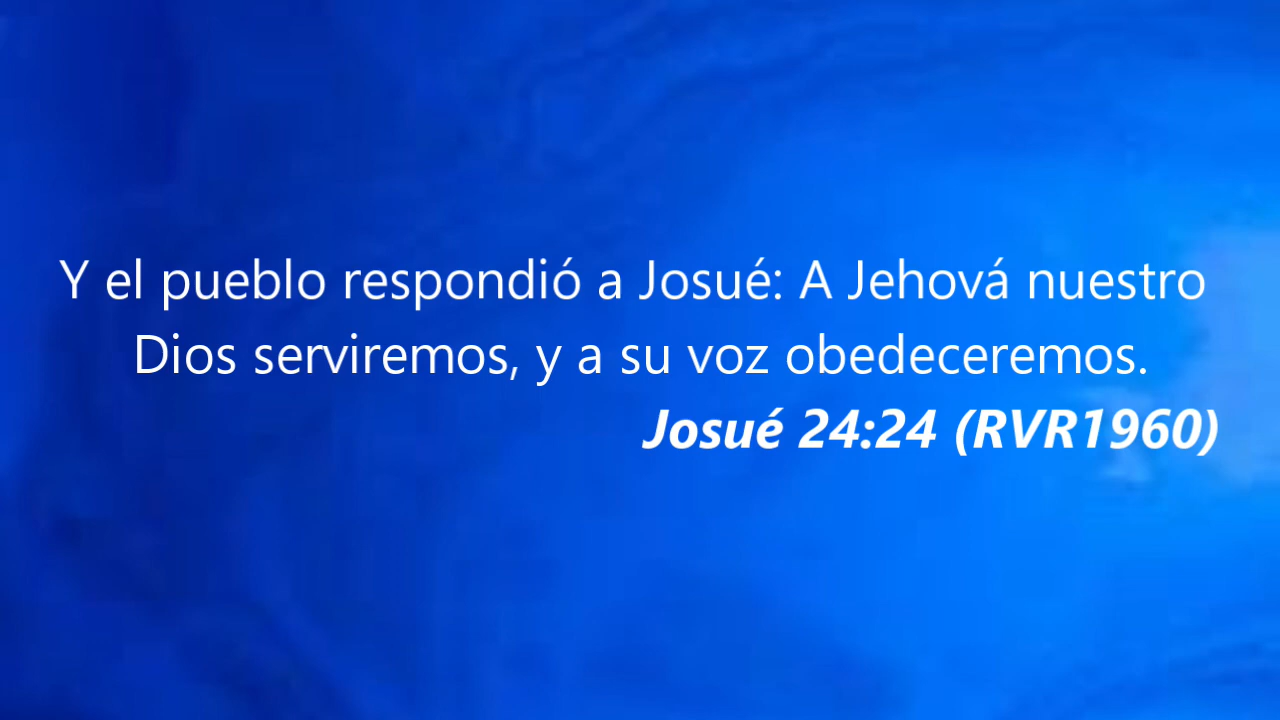 Y el pueblo respondió a Josué: A Jehová nuestro
Dios serviremos, y a su voz obedeceremos.
Josué 24:24 (RVR1960)